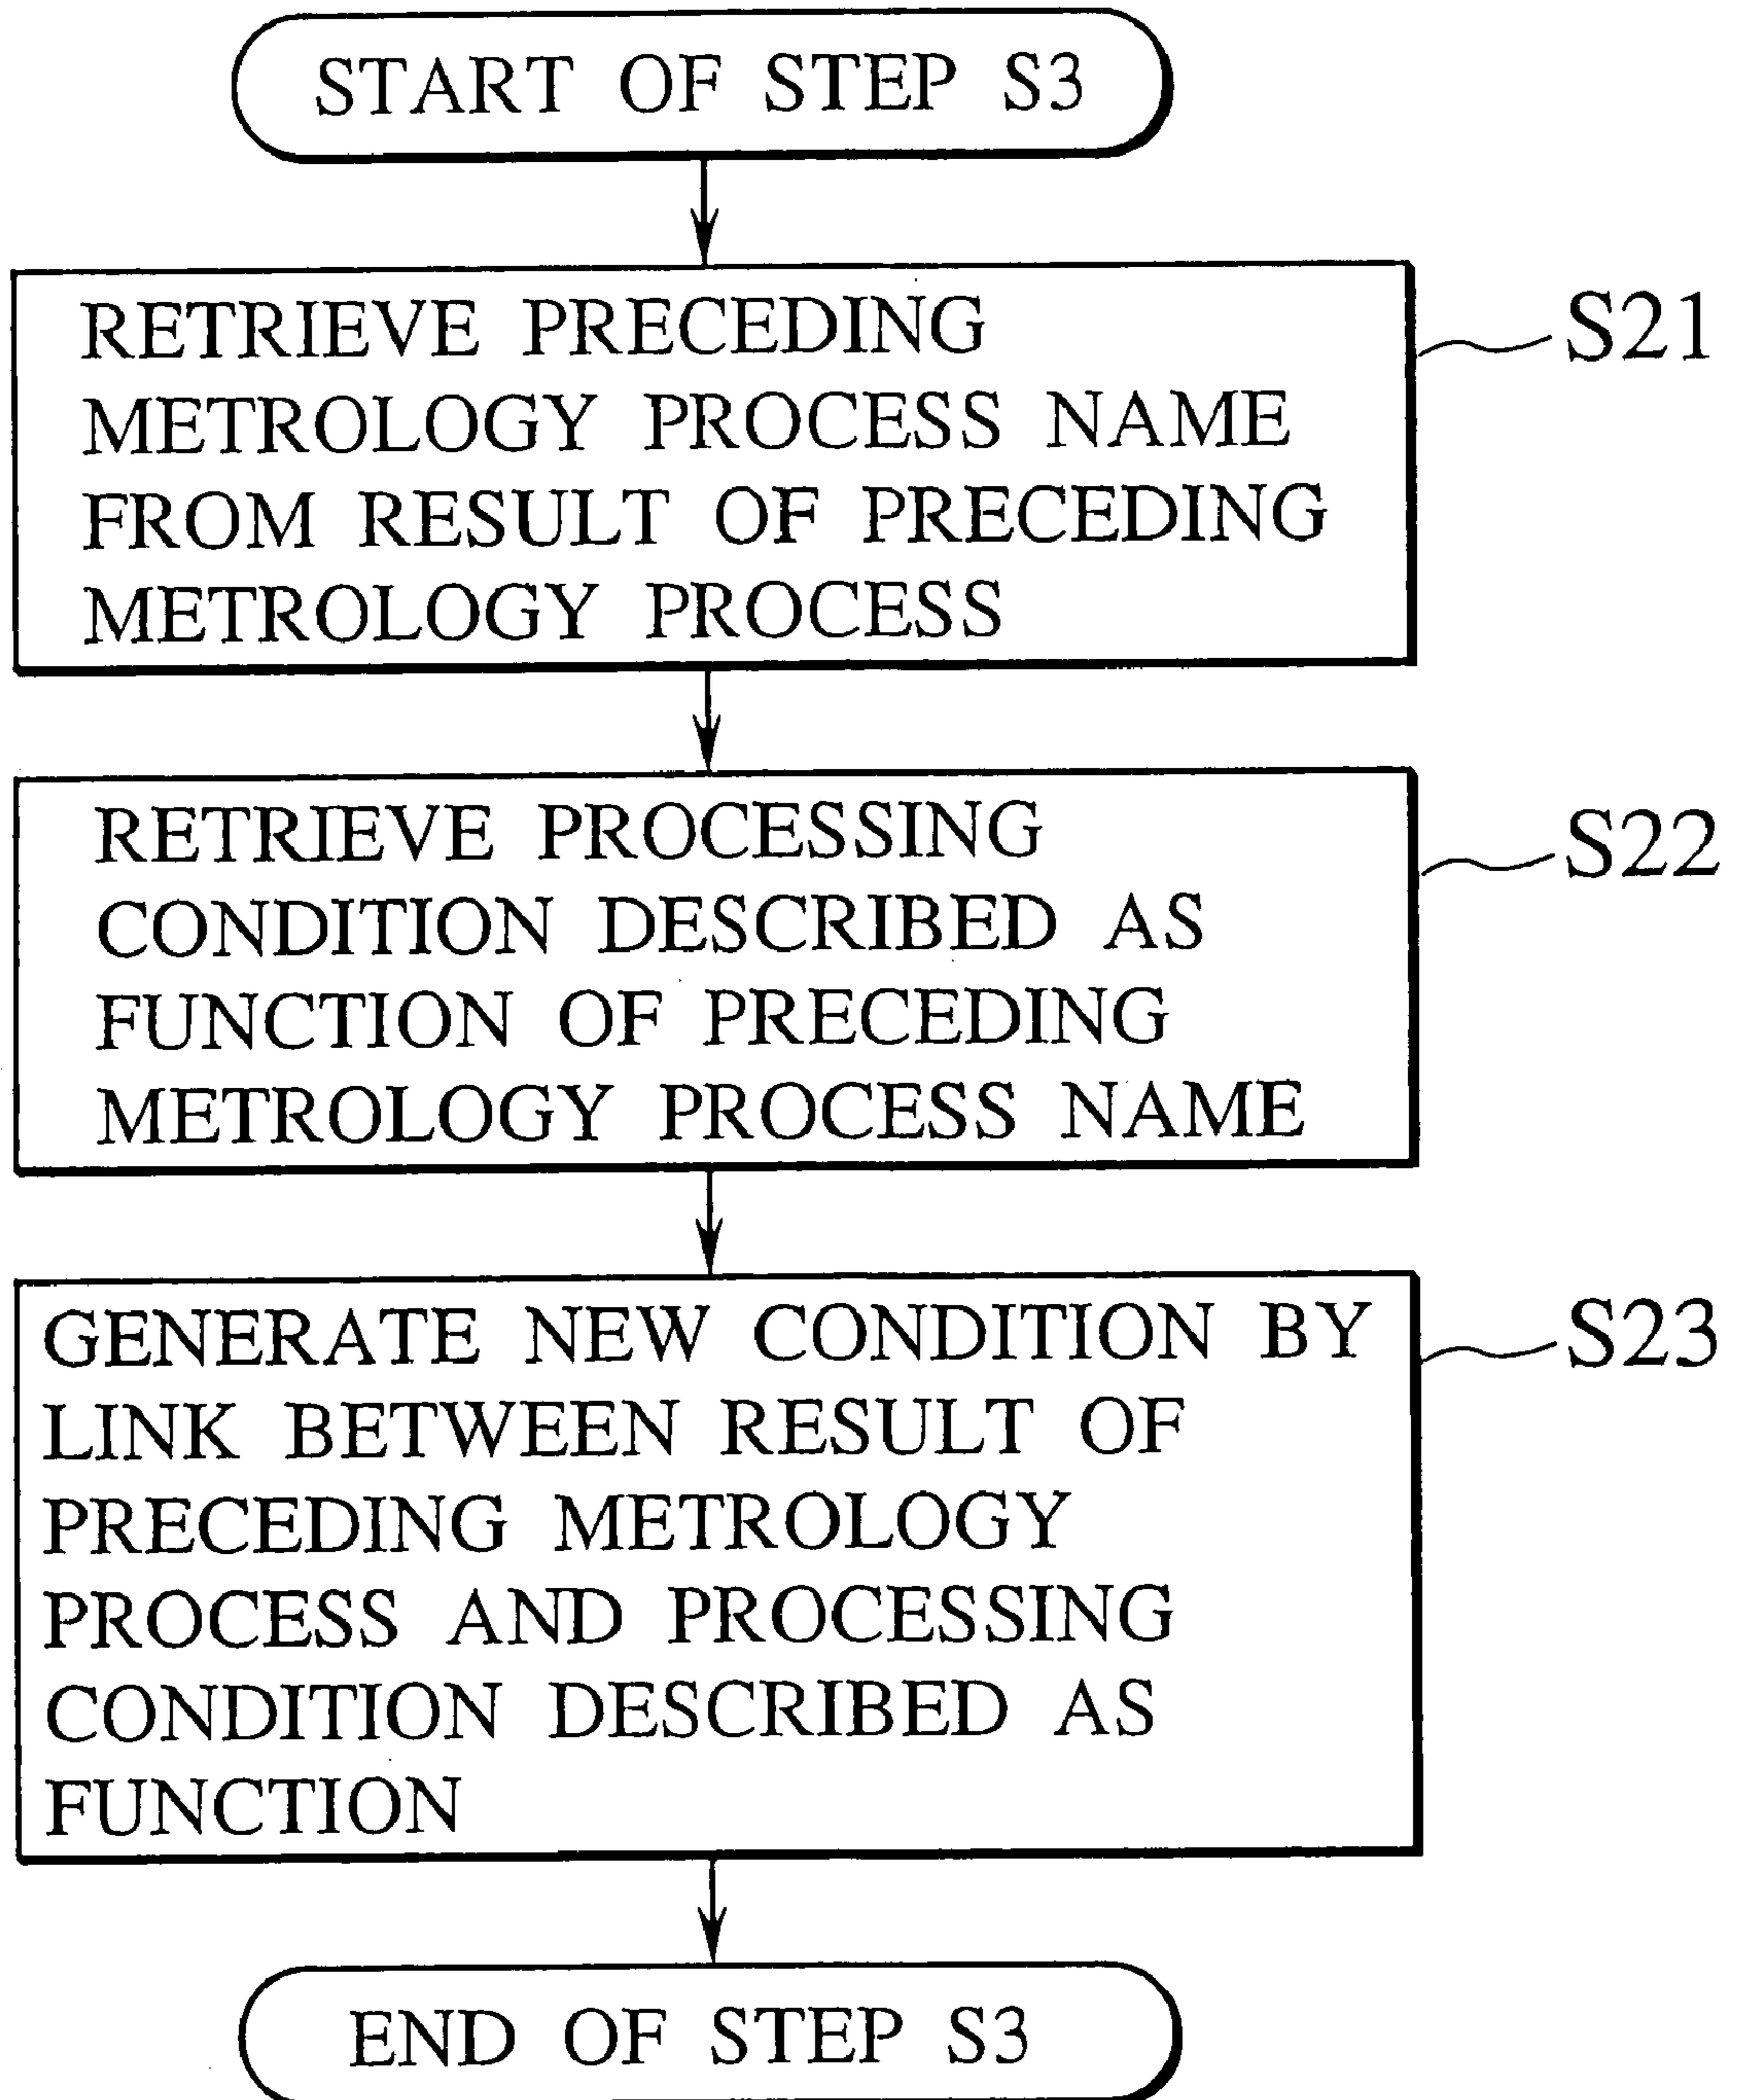 START OF STEP S3
RETRIEVE PRECEDING
METROLOGY PROCESS NAME
FROM RESULT OF PRECEDING
METROLOGY PROCESS
S21
RETRIEVE PROCESSING
CONDITION DESCRIBED AS
FUNCTION OF PRECEDING
METROLOGY PROCESS NAME
S22
GENERATE NEW CONDITION BY
LINK BETWEEN RESULT OF
PRECEDING METROLOGY
PROCESS AND PROCESSING
CONDITION DESCRIBED AS
FUNCTION
S23
END OF STEP S3